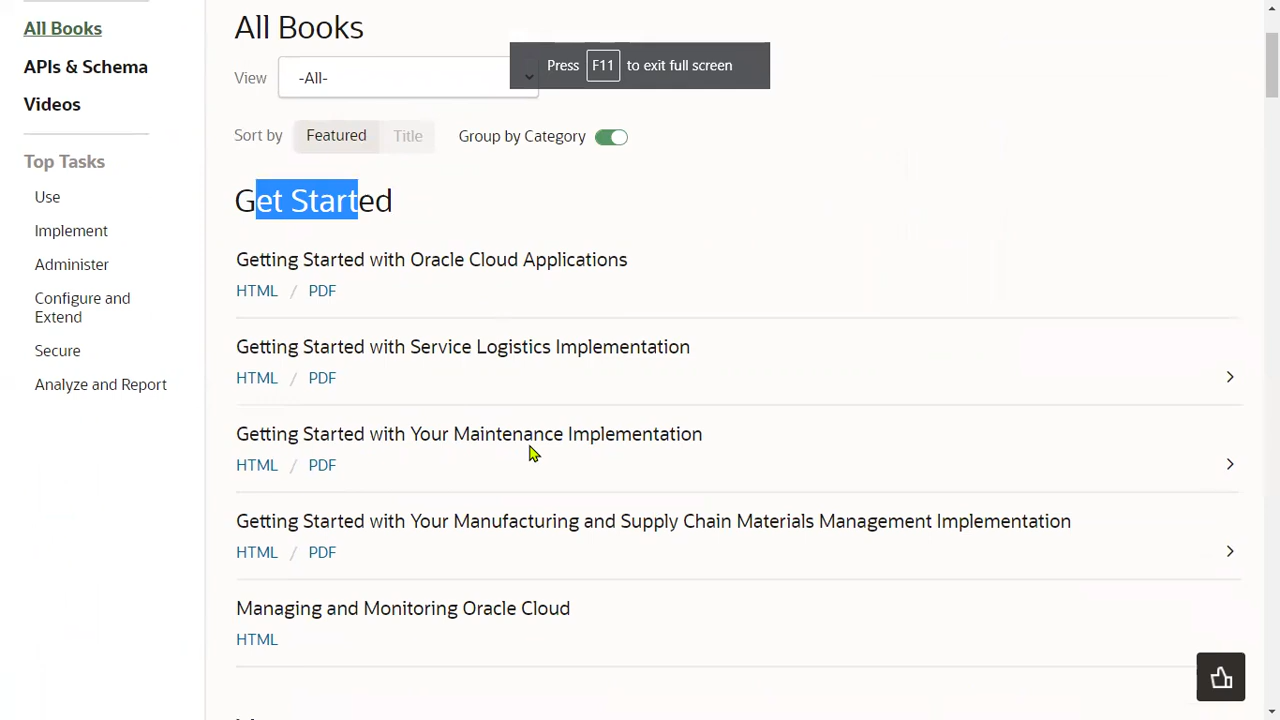 All Books
APIs & Schema
Videos
Top Tasks
Use
Implement
Administer
Configure and
Extend
Secure
Analyze and Report
All Books
View
-All-
Press F11 to exit full screen
Sort by Featured Title Group by Category
Get Started
Getting Started with Oracle Cloud Applications
HTML / PDF
Getting Started with Service Logistics Implementation
HTML / PDF
Getting Started with Your Maintenance Implementation
HTML / PDF
Getting Started with Your Manufacturing and Supply Chain Materials Management Implementation
HTML / PDF
Managing and Monitoring Oracle Cloud
HTML